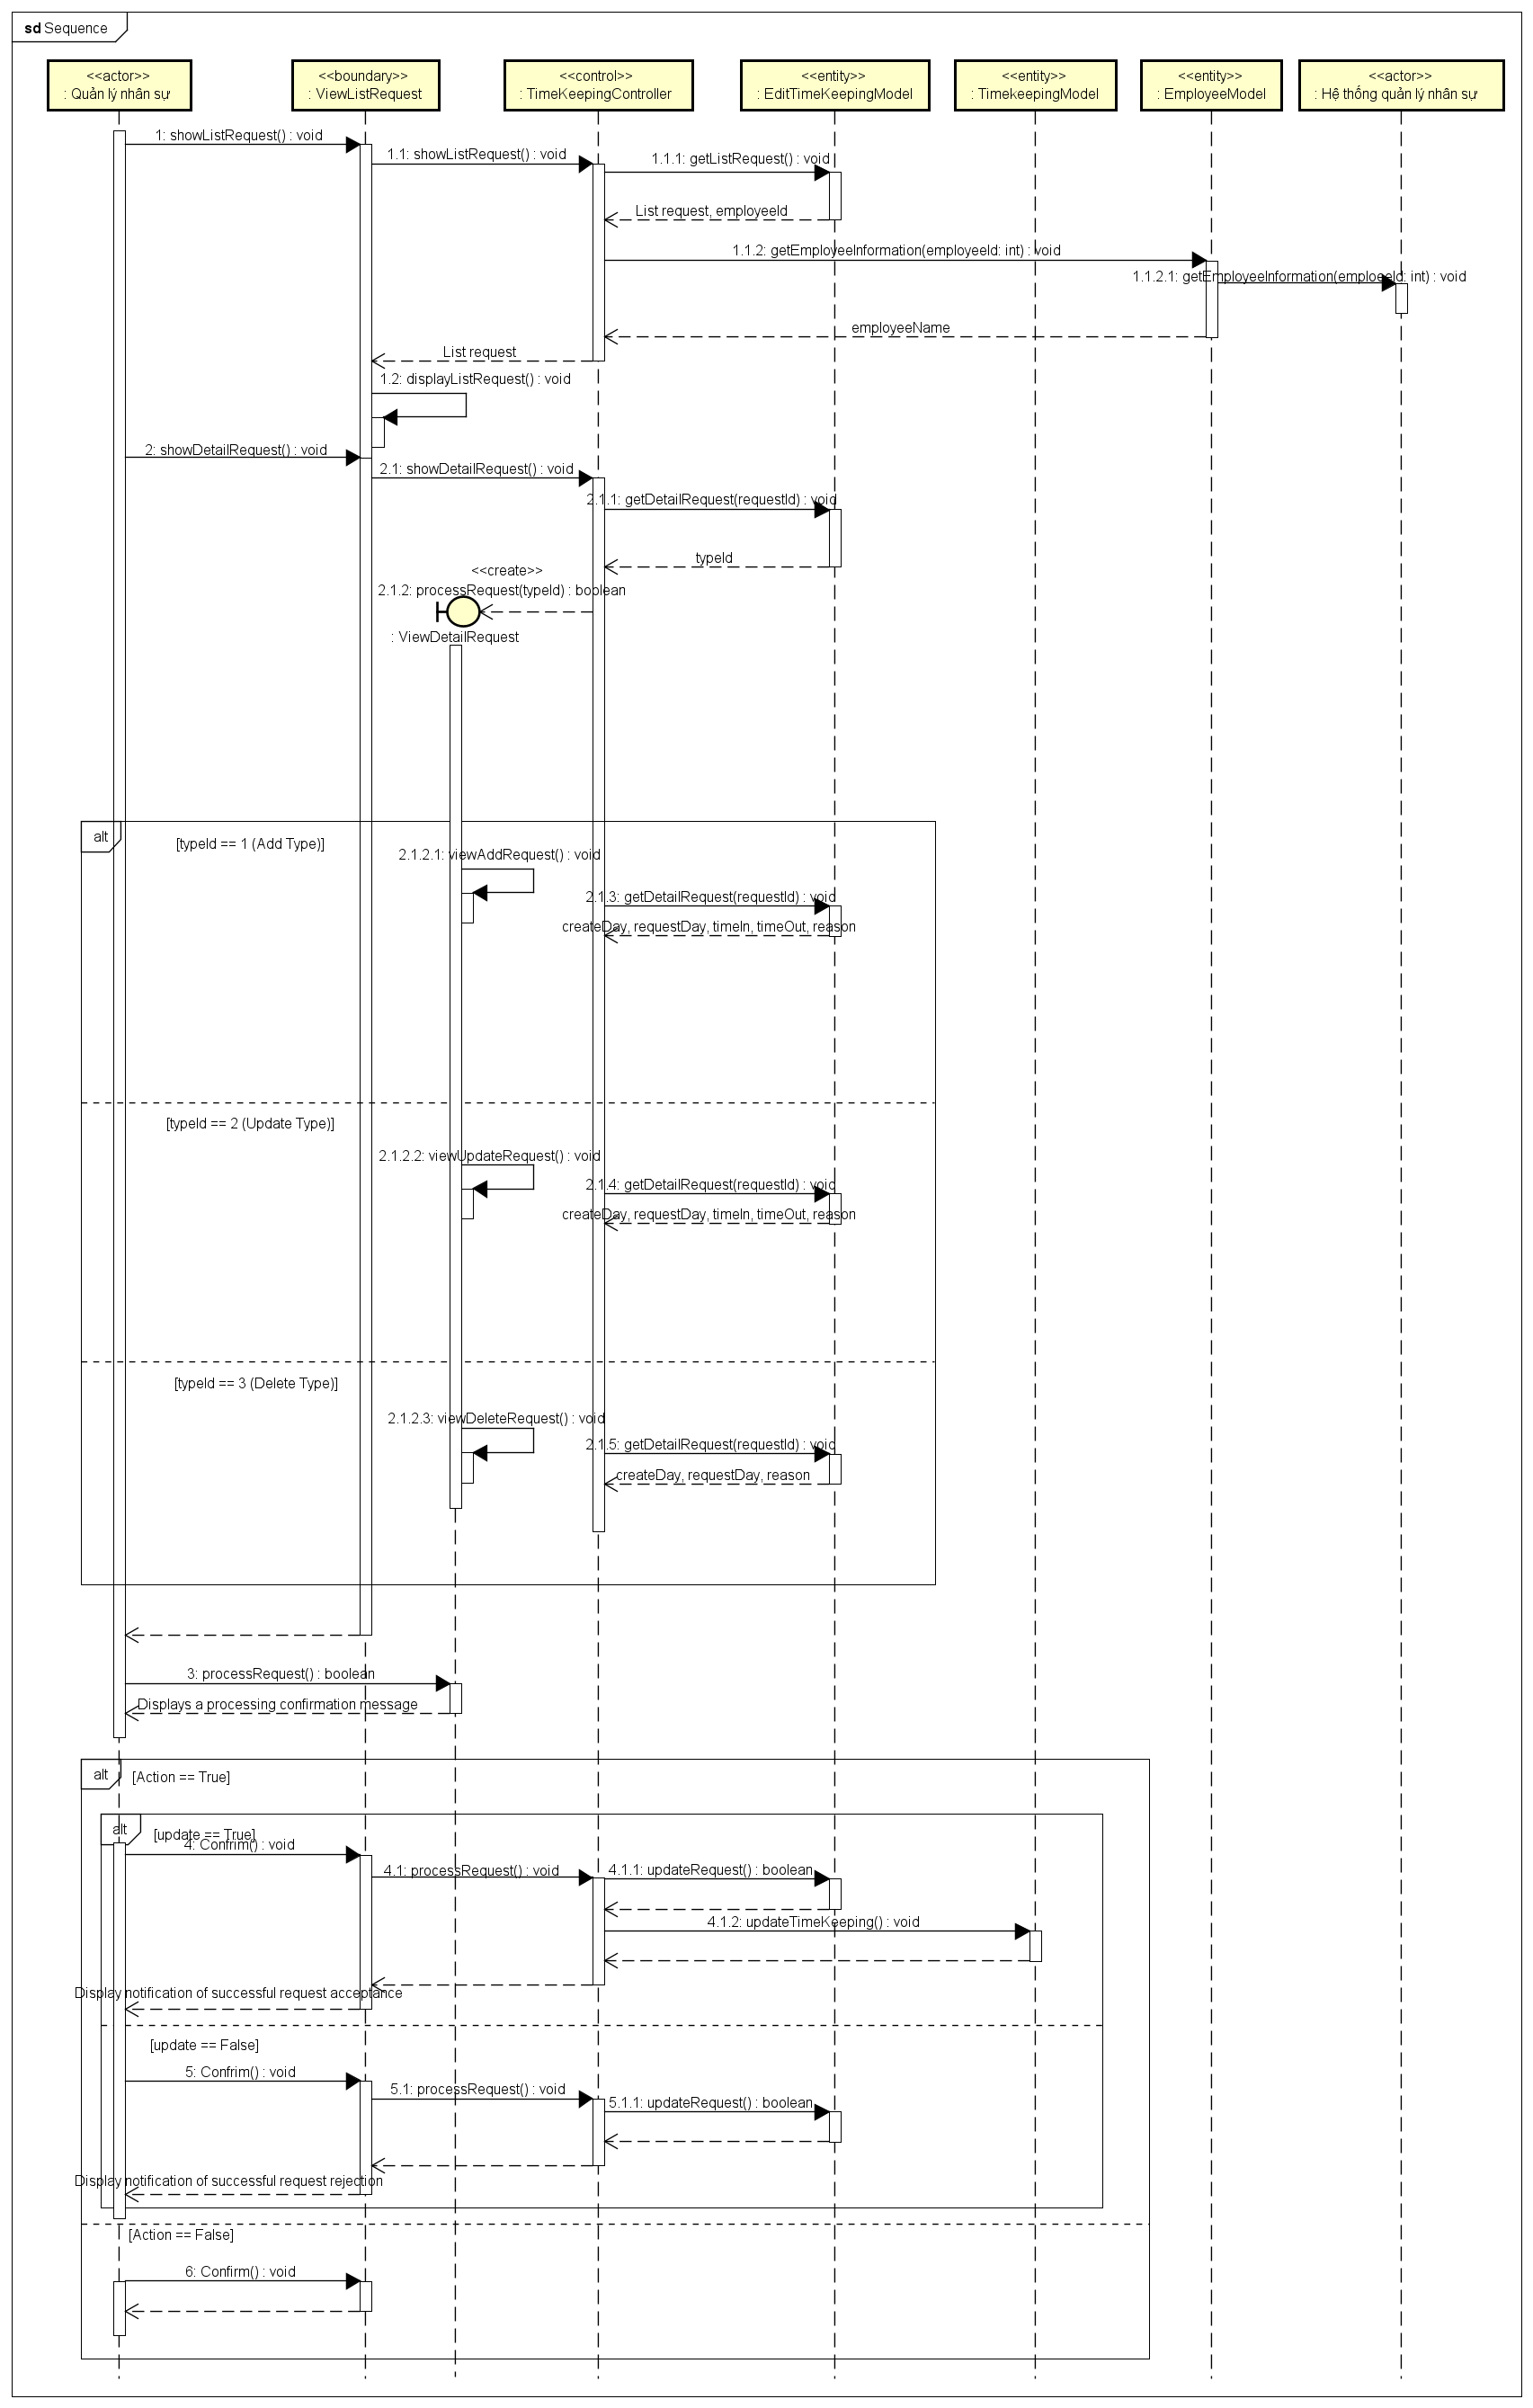 sd Sequence
<<actor>>
: Quản lý nhân sự
<<boundary>>
: ViewListRequest
<<control>>
: TimeKeepingController
<<entity>>
: EditTimeKeepingModel
<<entity>>
: TimekeepingModel
<<entity>>
: EmployeeModel
<<actor>>
: Hệ thống quản lý nhân sự
1: showListRequest() : void
1.1: showListRequest() : void
1.1.1: getListRequest() : void
List request, employeeId
1.1.2: getEmployeeInformation(employeeId: int) : void
1.1.2.1: getEmployeeInformation(emploeeId: int) : void
employeeName
List request
1.2: displayListRequest() : void
2: showDetailRequest() : void
2.1: showDetailRequest() : void
2.1.1: getDetailRequest(requestId) : void
typeId
<<create>>
2.1.2: processRequest(typeId) : boolean
: ViewDetailRequest
alt
[typeId == 1 (Add Type)]
2.1.2.1: viewAddRequest() : void
2.1.3: getDetailRequest(requestId) : void
createDay, requestDay, timeIn, timeOut, reason
[typeId == 2 (Update Type)]
2.1.2.2: viewUpdateRequest() : void
2.1.4: getDetailRequest(requestId) : void
createDay, requestDay, timeIn, timeOut, reason
[typeId == 3 (Delete Type)]
2.1.2.3: viewDeleteRequest() : void
2.1.5: getDetailRequest(requestId) : void
createDay, requestDay, reason
3: processRequest() : boolean
Displays a processing confirmation message
alt
[Action == True]
alt
[update == True]
4: Confrim() : void
4.1: processRequest() : void
4.1.1: updateRequest() : boolean
4.1.2: updateTimeKeeping() : void
Display notification of successful request acceptance
[update == False]
5: Confrim() : void
5.1: processRequest() : void
5.1.1: updateRequest() : boolean
Display notification of successful request rejection
[Action == False]
6: Confirm() : void